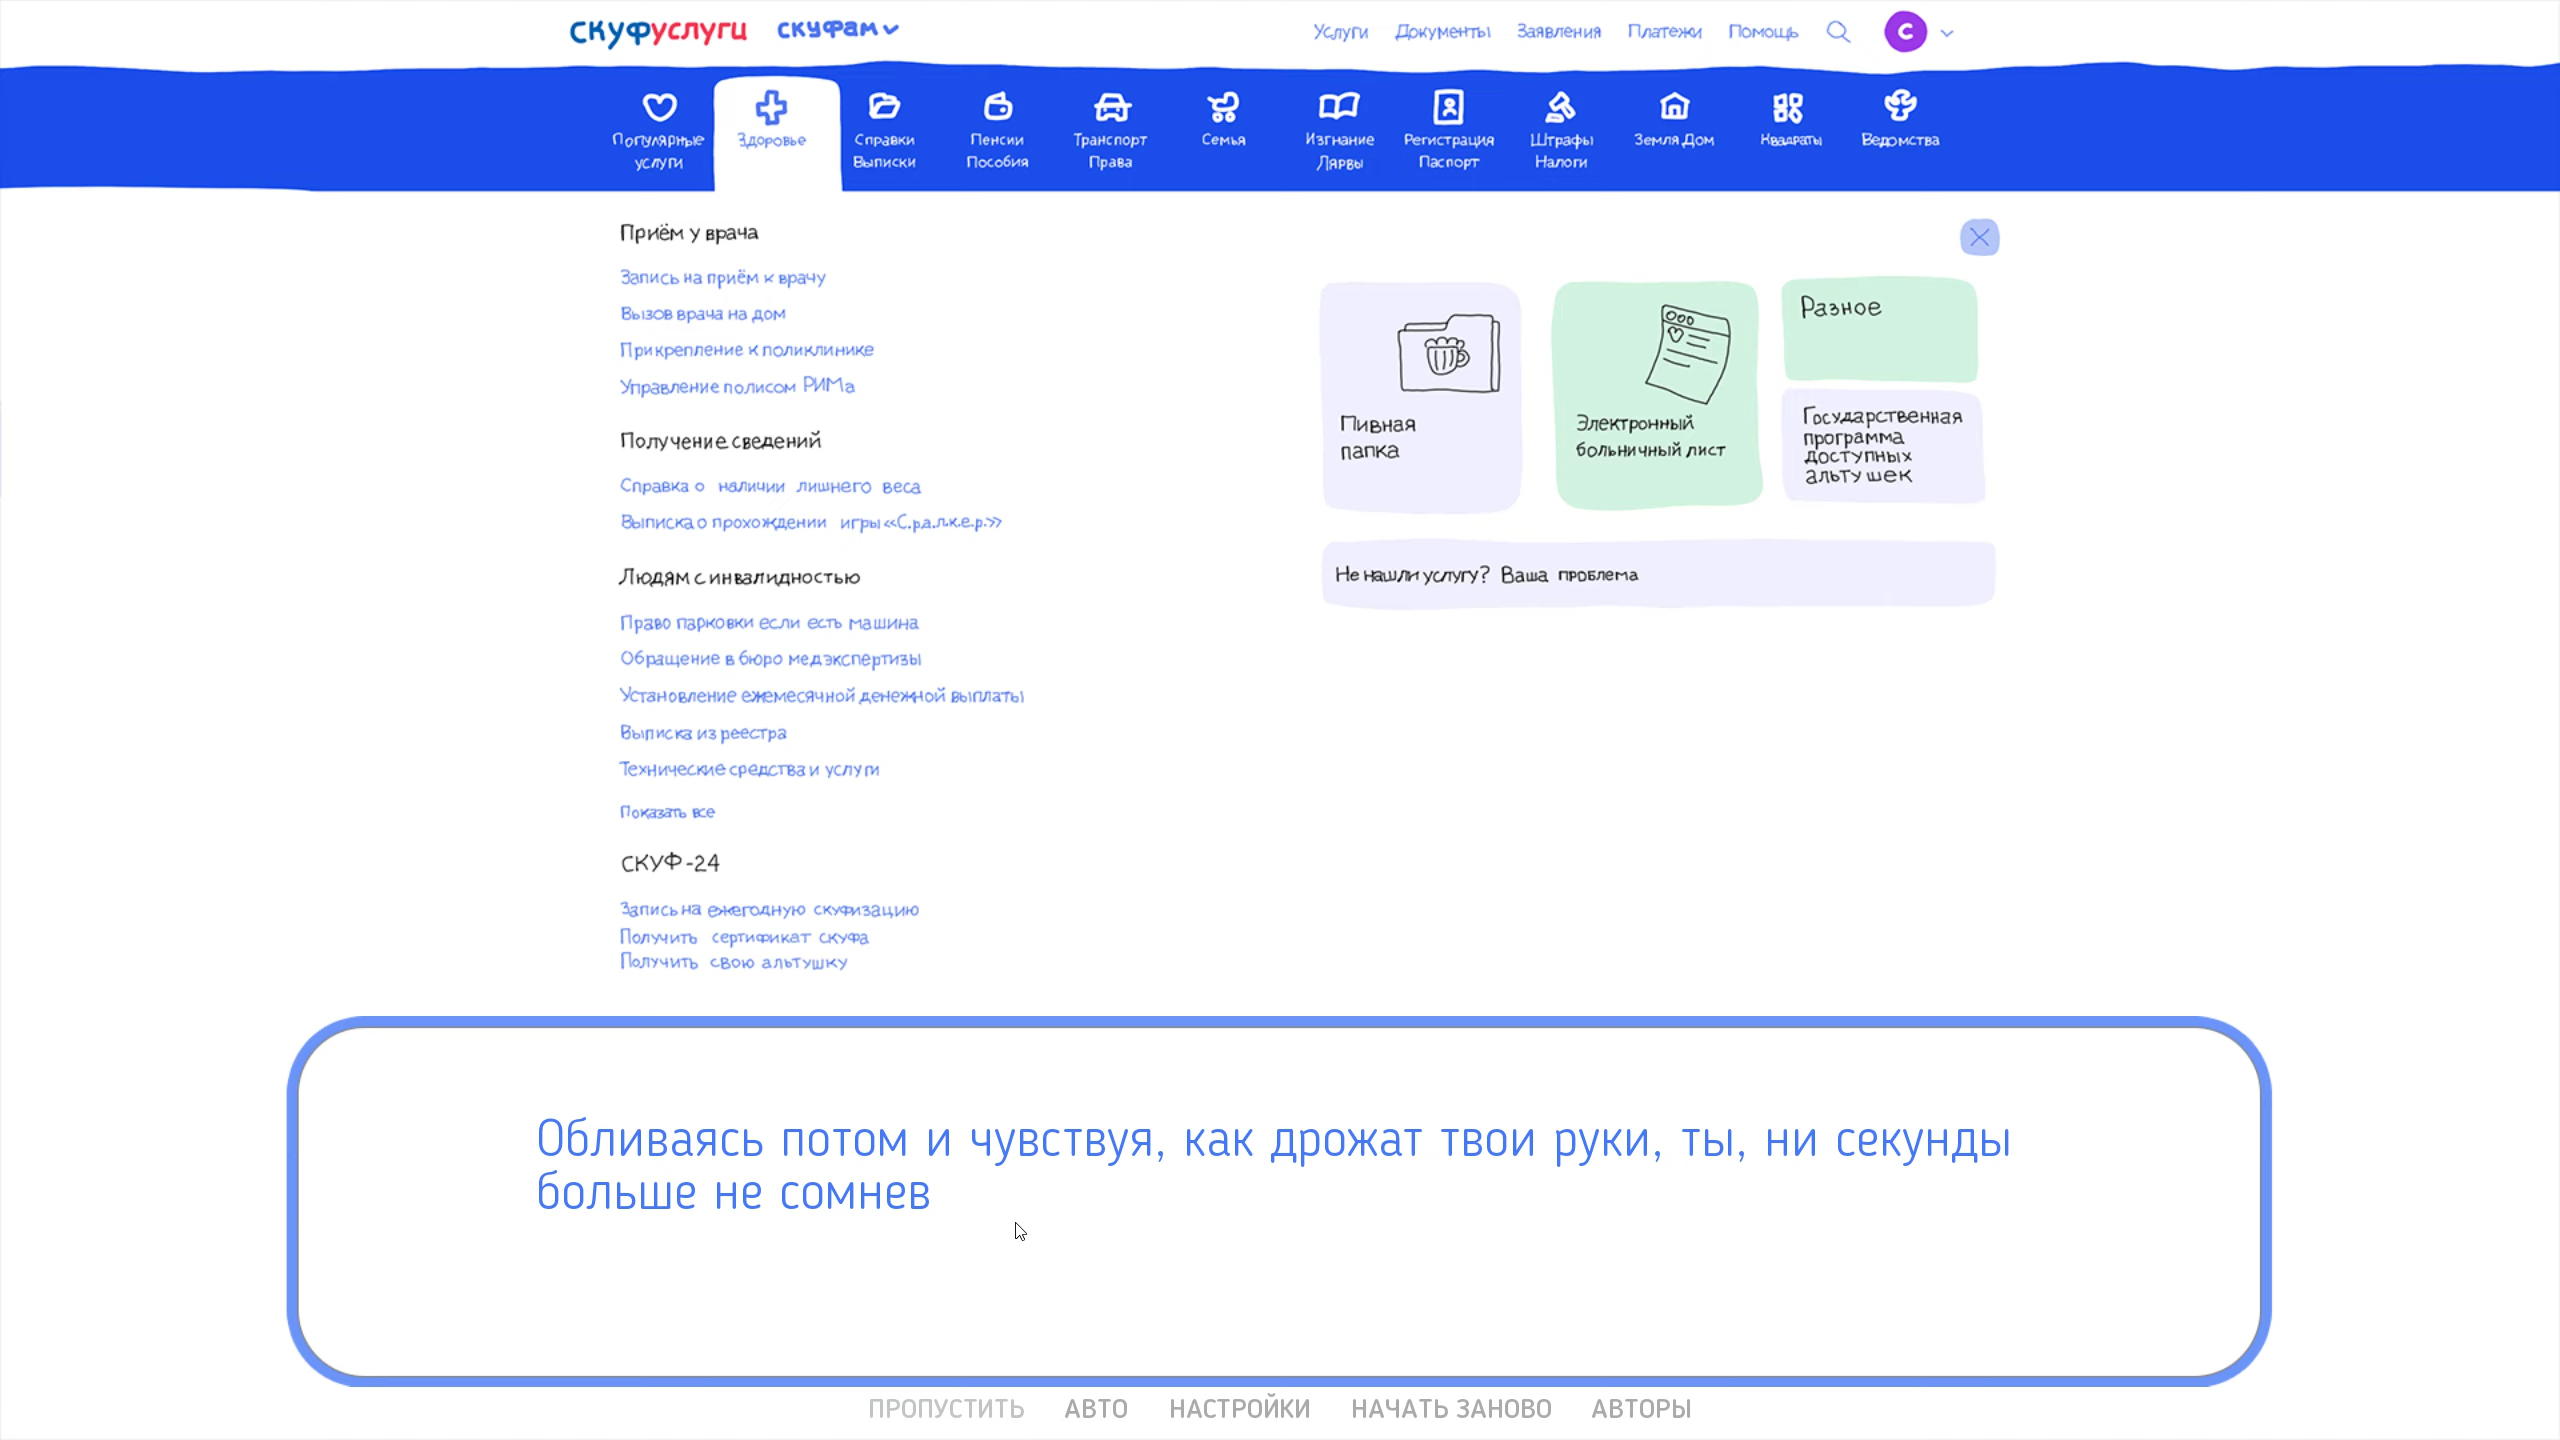 скуфуслуги скуфам
Услуги Документы Заявления Платежи Помощь С
Популярные услуги
Здоровье
Справки Выписки
Пенсии Пособия
Транспорт Права
Семья
Изгнание Лярвы
Регистрация Паспорт
Штрафы Налоги
Земля Дом
Квадраты
Ведомства
Приём у врача
Запись на приём к врачу
Вызов врача на дом
Прикрепление к поликлинике
Управление полисом РИМа
Получение сведений
Справка о наличии лишнего веса
Выписка о прохождении игры «С.р.а.л.к.е.р.»
Людям с инвалидностью
Право парковки если есть машина
Обращение в бюро медэкспертизы
Установление ежемесячной денежной выплаты
Выписка из реестра
Технические средства и услуги
Показать все
СКУФ-24
Запись на ежегодную скуфизацию
Получить сертификат скуфа
Получить свою альтушку
Пивная
папка
Электронный
больничный лист
Разное
Государственная
программа
доступных
альтушек
Не нашли услугу? Ваша проблема
Обливаясь потом и чувствуя, как дрожат твои руки, ты, ни секунды
больше не сомнев
ПРОПУСТИТЬ АВТО НАСТРОЙКИ НАЧАТЬ ЗАНОВО АВТОРЫ